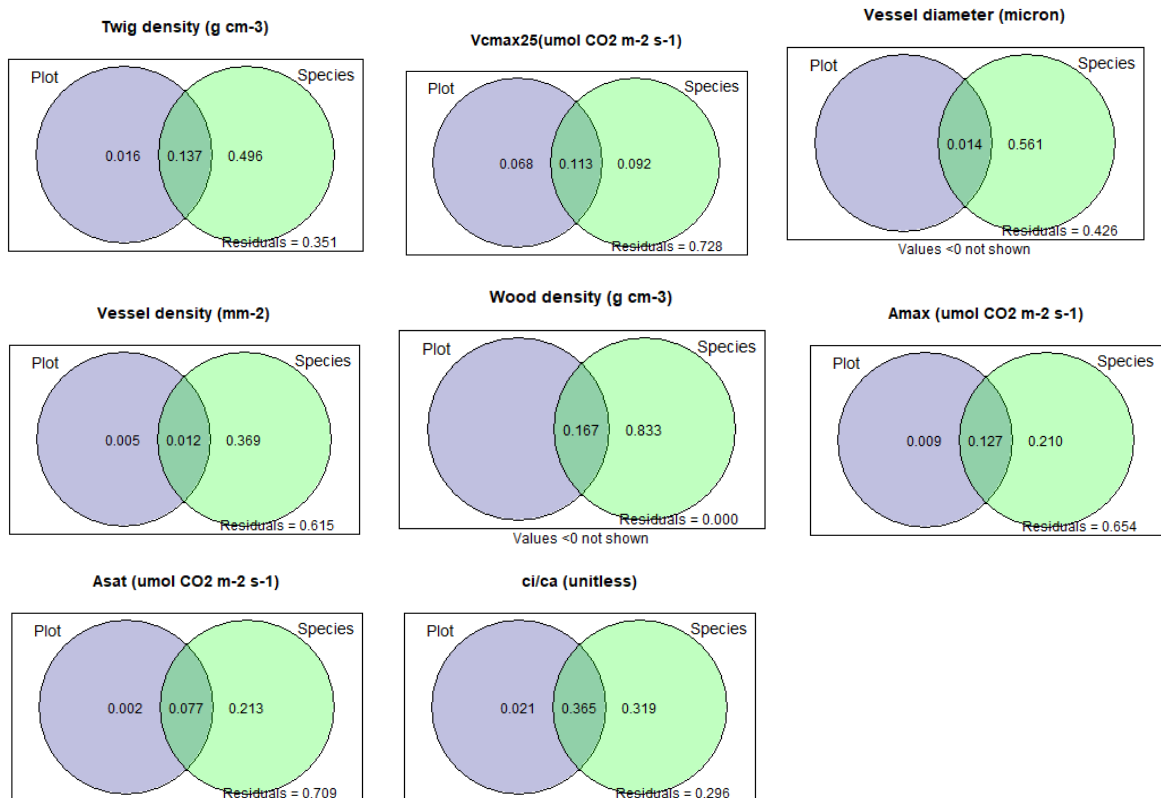 Twig density (g cm-3)
Plot
Species
0.016
0.137
0.496
Residuals = 0.351
Vcmax25(umol CO2 m-2 s-1)
Plot
Species
0.068
0.113
0.092
Residuals = 0.728
Vessel diameter (micron)
Plot
Species
0.014
0.561
Residuals = 0.426
Values <0 not shown
Vessel density (mm-2)
Plot
Species
0.005
0.012
0.369
Residuals = 0.615
Wood density (g cm-3)
Plot
Species
0.167
0.833
Residuals = 0.000
Values <0 not shown
Amax (umol CO2 m-2 s-1)
Plot
Species
0.009
0.127
0.210
Residuals = 0.654
Asat (umol CO2 m-2 s-1)
Plot
Species
0.002
0.077
0.213
Residuals = 0.709
ci/ca (unitless)
Plot
Species
0.021
0.365
0.319
Residuals = 0.296